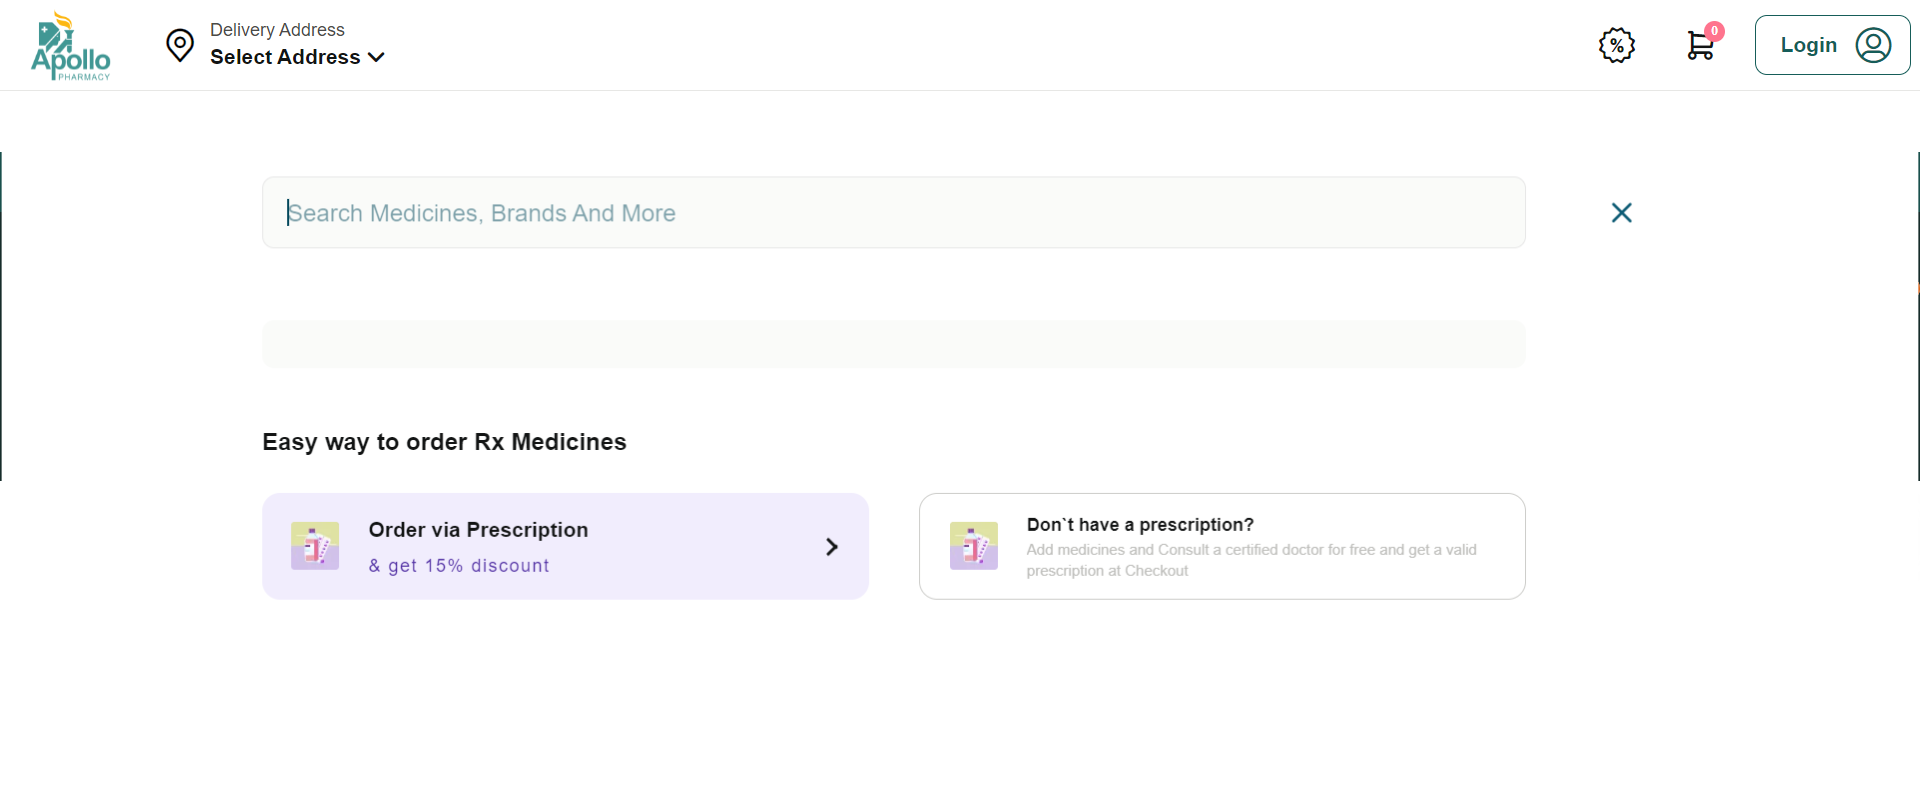 Apollo
PHARMACY
Delivery Address
Select Address
%
0
Login
Search Medicines, Brands And More
Easy way to order Rx Medicines
Order via Prescription
& get 15% discount
Don`t have a prescription?
Add medicines and Consult a certified doctor for free and get a valid
prescription at Checkout